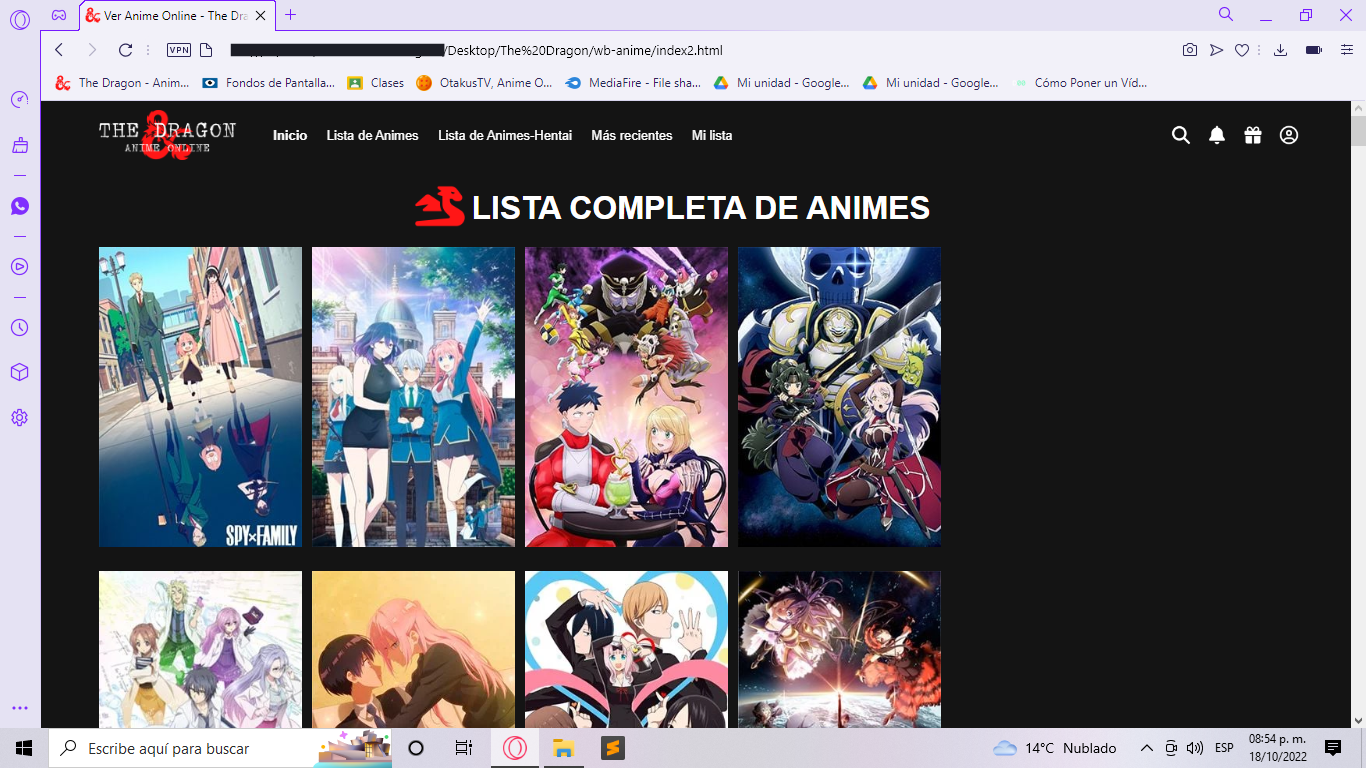 Ver Anime Online - The Dra
VPN
/Desktop/The%20Dragon/wb-anime/index2.html
The Dragon - Anim...
Fondos de Pantalla...
Clases
OtakusTV, Anime O...
MediaFire - File sha...
Mi unidad - Google...
Mi unidad - Google...
Cómo Poner un Víd...
THE DRAGON
ANIME ONLINE
Inicio
Lista de Animes
Lista de Animes-Hentai
Más recientes
Mi lista
LISTA COMPLETA DE ANIMES
SPY×FAMILY
Escribe aquí para buscar
14°C Nublado
ESP
08:54 p. m.
18/10/2022